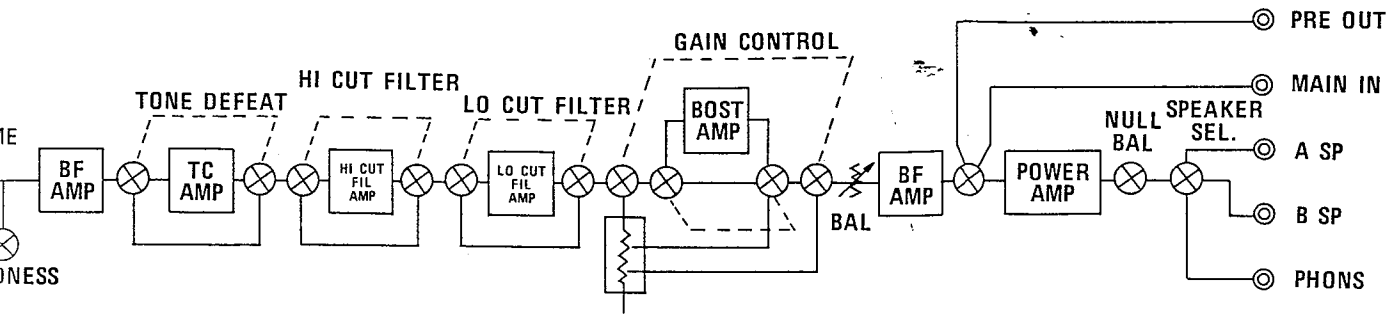 PRE OUT
GAIN CONTROL
MAIN IN
HI CUT FILTER
TONE DEFEAT
LO CUT FILTER
BOST
AMP
NULL
BAL
SPEAKER
SEL.
A SP
BF
AMP
TC
AMP
HI CUT
FIL
AMP
LO CUT
FIL
AMP
BAL
BF
AMP
POWER
AMP
B SP
PHONS